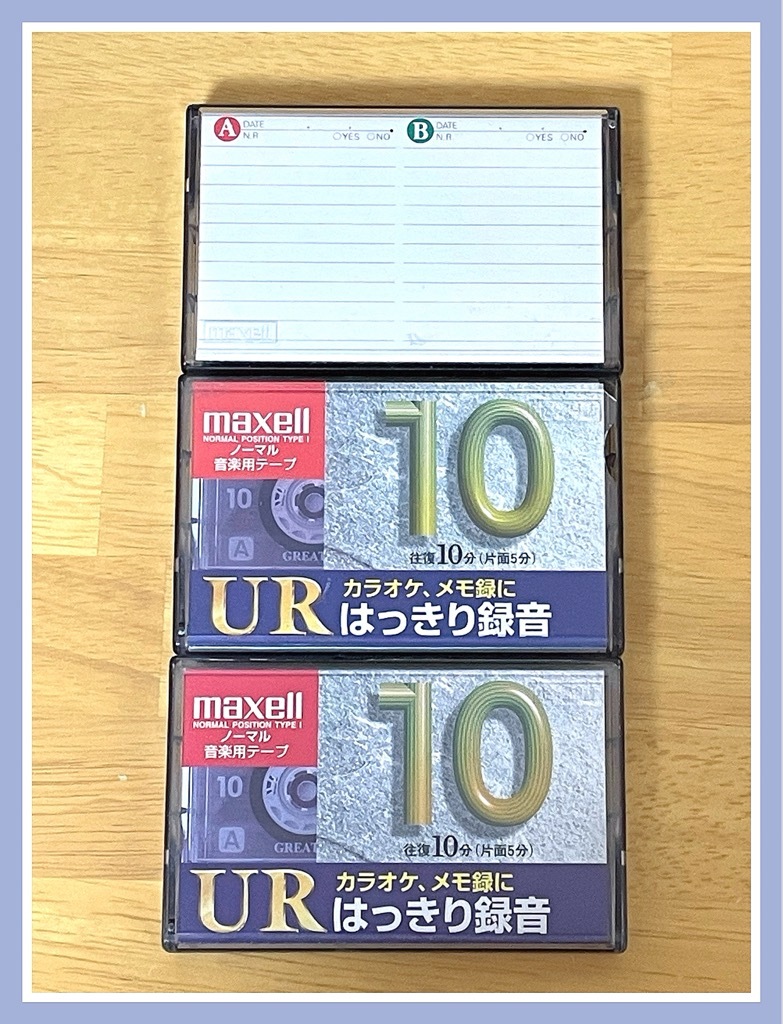 A DATE
N.R ○YES ○NO
B DATE
N.R ○YES ○NO
maxell
maxell
NORMAL POSITION TYPE I
ノーマル
音楽用テープ
10
10
A
GREAT
往復10分(片面5分)
UR
カラオケ、メモ録に
はっきり録音
maxell
NORMAL POSITION TYPE I
ノーマル
音楽用テープ
10
10
A
GREAT
往復10分(片面5分)
UR
カラオケ、メモ録に
はっきり録音